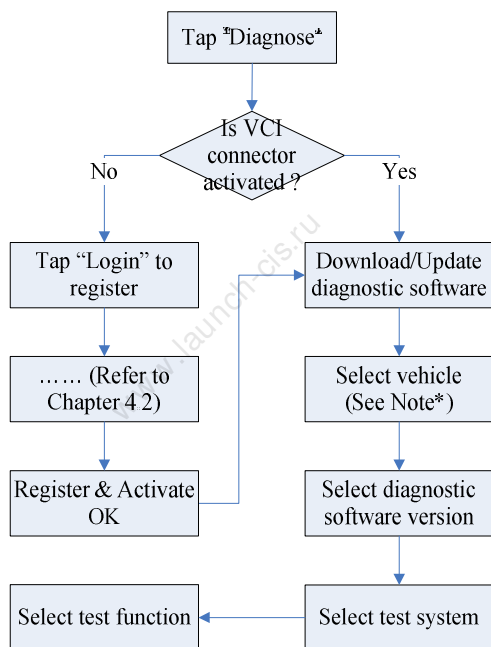 Tap "Diagnose"
Is VCI
connector
activated ?
No
Yes
Tap “Login” to
register
Download/Update
diagnostic software
…… (Refer to
Chapter 4 2)
Select vehicle
(See Note*)
Register & Activate
OK
Select diagnostic
software version
Select test function
Select test system
www.launch-cis.ru